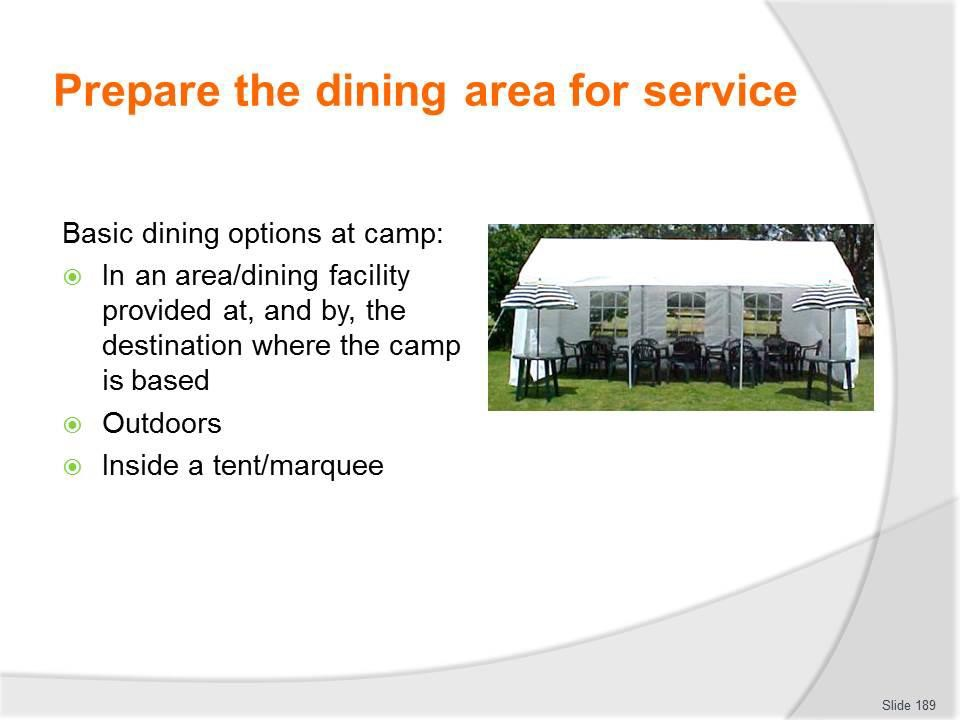 Prepare the dining area for service
Basic dining options at camp:
In an area/dining facility
provided at, and by, the
destination where the camp
is based
Outdoors
Inside a tent/marquee
Slide 189